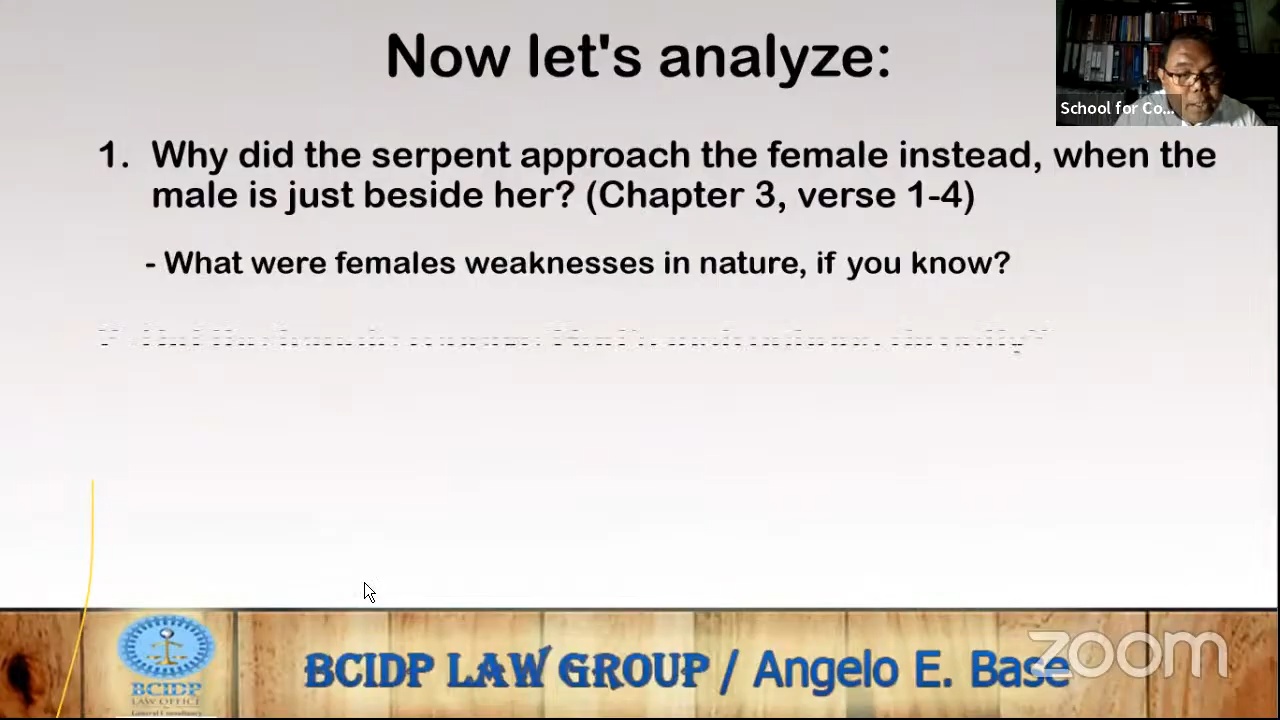 Now let's analyze:
School for Co...
1. Why did the serpent approach the female instead, when the
male is just beside her? (Chapter 3, verse 1-4)
- What were females weaknesses in nature, if you know?
BCIDP
LAW OFFICE
General Consultancy
BCIDP LAW GROUP / Angelo E. Base
zoom